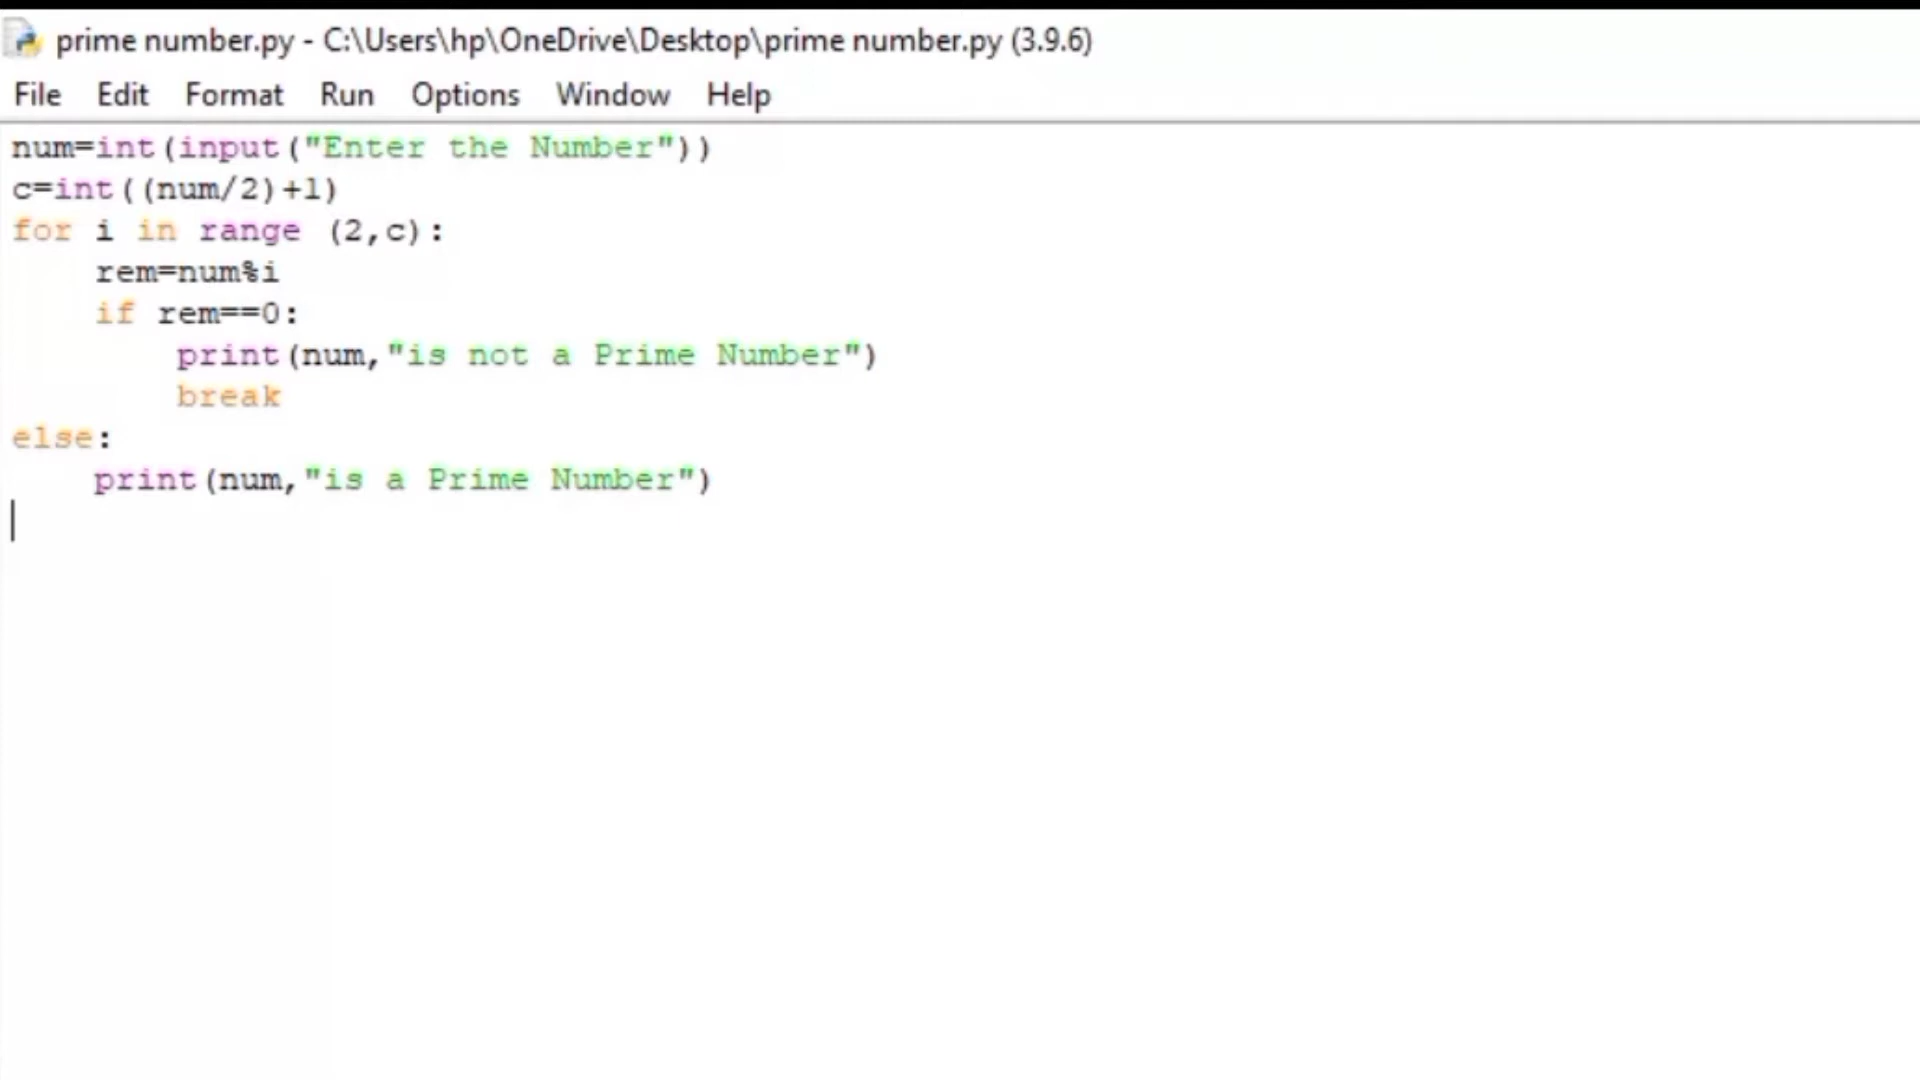 prime number.py - C:\Users\hp\OneDrive\Desktop\prime number.py (3.9.6)
File Edit Format Run Options Window Help
num=int(input("Enter the Number"))
c=int((num/2)+1)
for i in range (2,c):
    rem=num%i
    if rem==0:
        print(num,"is not a Prime Number")
        break
else:
    print(num,"is a Prime Number")